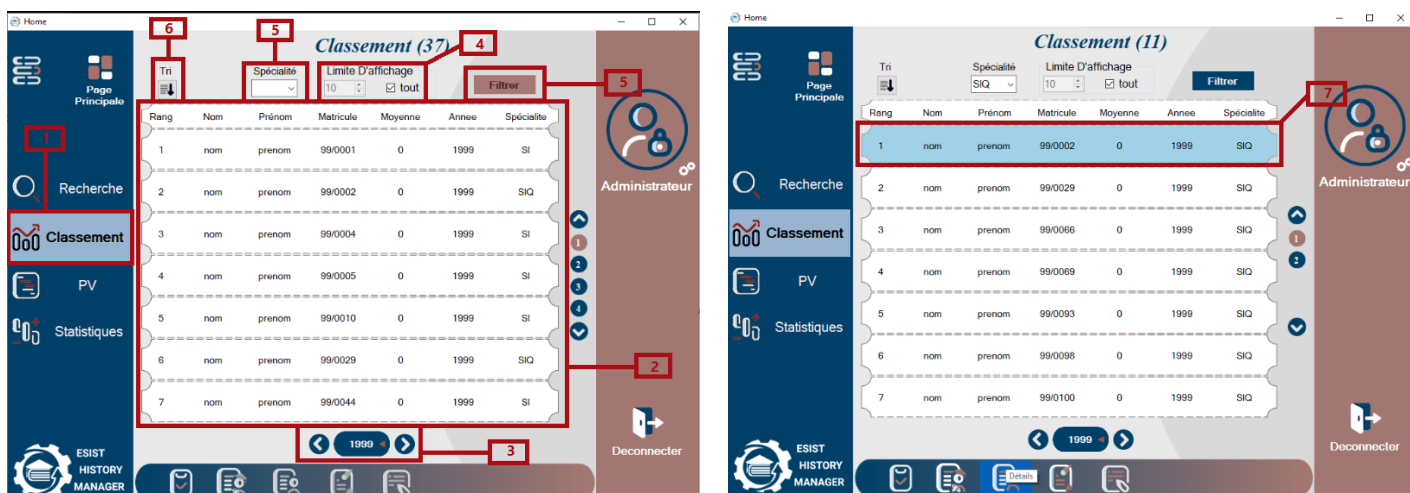 Home
6
5
4
Classement (37)
Tri
Spécialité
Limite D'affichage
10
tout
Filtrer
5
Page
Principale
Rang Nom Prénom Matricule Moyenne Annee Spécialite
1
1 nom prenom 99/0001 0 1999 SI
Recherche
2 nom prenom 99/0002 0 1999 SIQ
Administrateur
Classement
3 nom prenom 99/0004 0 1999 SI
1
2
3
4
PV
4 nom prenom 99/0005 0 1999 SI
Statistiques
5 nom prenom 99/0010 0 1999 SI
6 nom prenom 99/0029 0 1999 SIQ
2
7 nom prenom 99/0044 0 1999 SI
1999
3
Deconnecter
ESIST
HISTORY
MANAGER
Home
Classement (11)
Tri
Spécialité
SIQ
Limite D'affichage
10
tout
Filtrer
7
Page
Principale
Rang Nom Prénom Matricule Moyenne Annee Spécialite
1 nom prenom 99/0002 0 1999 SIQ
Recherche
2 nom prenom 99/0029 0 1999 SIQ
Administrateur
Classement
3 nom prenom 99/0066 0 1999 SIQ
1
2
PV
4 nom prenom 99/0069 0 1999 SIQ
Statistiques
5 nom prenom 99/0093 0 1999 SIQ
6 nom prenom 99/0098 0 1999 SIQ
7 nom prenom 99/0100 0 1999 SIQ
1999
Deconnecter
ESIST
HISTORY
MANAGER
Détails